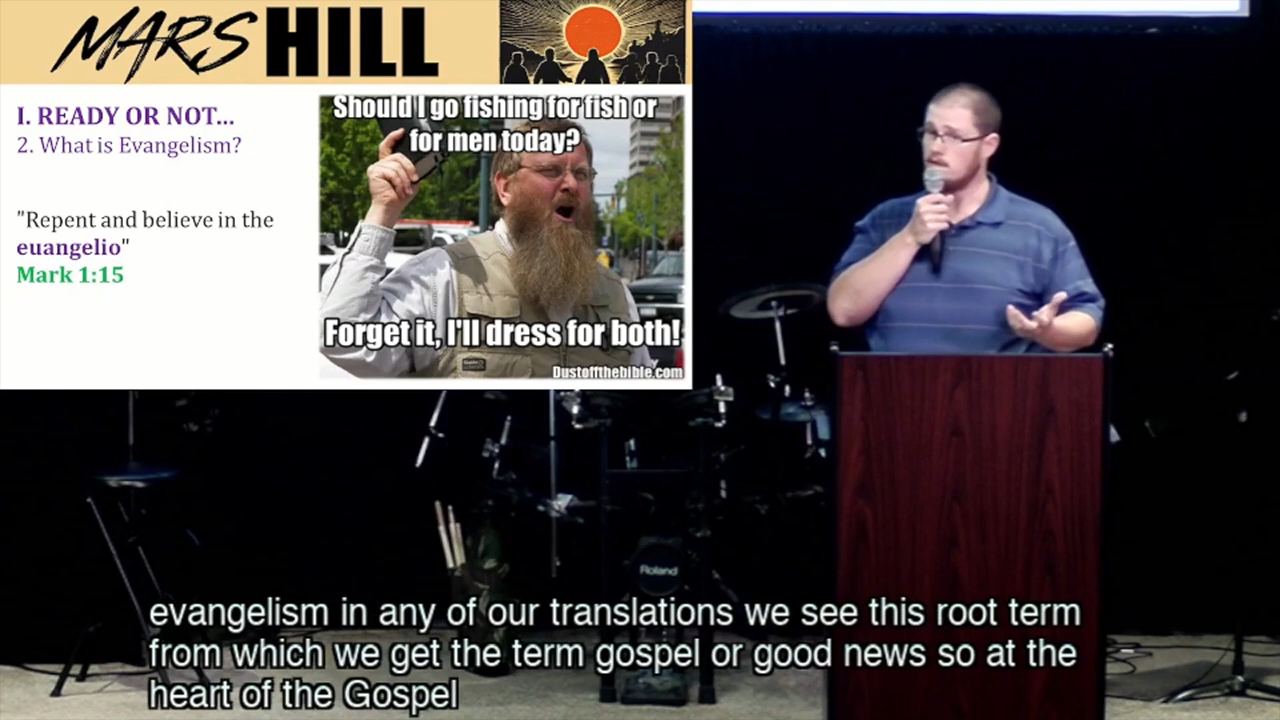 MARS HILL
I. READY OR NOT...
2. What is Evangelism?
"Repent and believe in the
euangelio"
Mark 1:15
Should I go fishing for fish or
for men today?
Forget it, I'll dress for both!
Dustoffthebible.com
Roland
evangelism in any of our translations we see this root term
from which we get the term gospel or good news so at the
heart of the Gospel